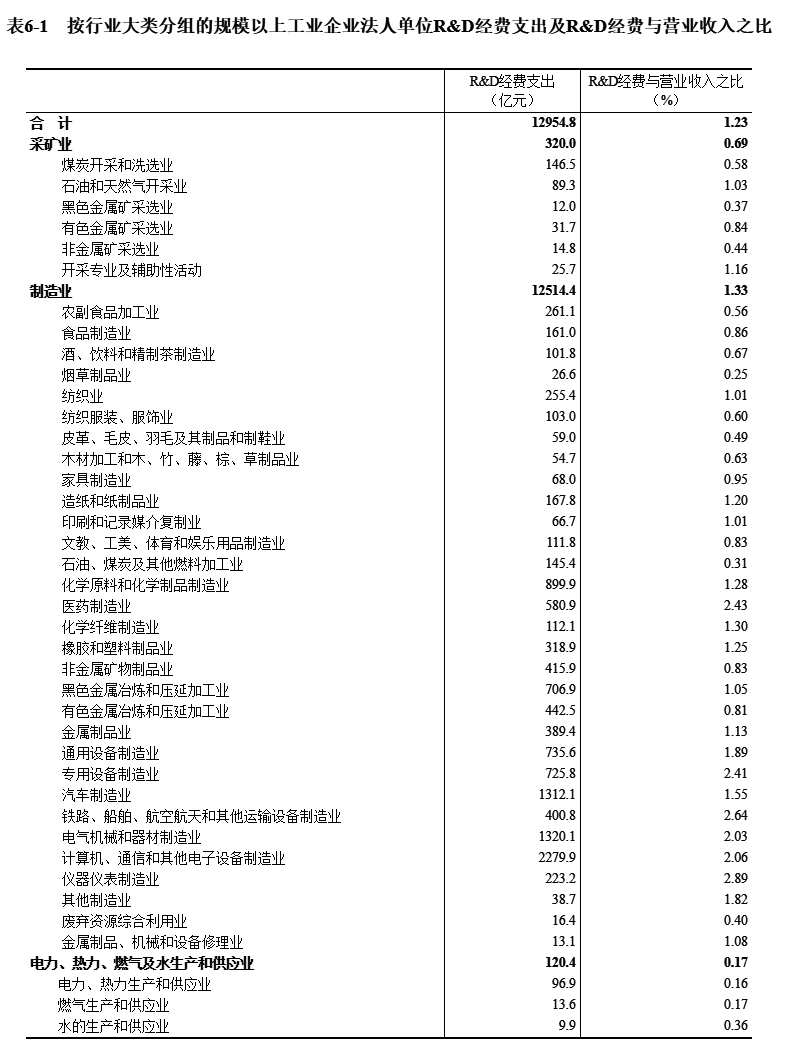 表6-1 按行业大类分组的规模以上工业企业法人单位R&D经费支出及R&D经费与营业收入之比
R&D经费支出 R&D经费与营业收入之比
（亿元） （%）
合 计 12954.8 1.23
采矿业 320.0 0.69
煤炭开采和洗选业 146.5 0.58
石油和天然气开采业 89.3 1.03
黑色金属矿采选业 12.0 0.37
有色金属矿采选业 31.7 0.84
非金属矿采选业 14.8 0.44
开采专业及辅助性活动 25.7 1.16
制造业 12514.4 1.33
农副食品加工业 261.1 0.56
食品制造业 161.0 0.86
酒、饮料和精制茶制造业 101.8 0.67
烟草制品业 26.6 0.25
纺织业 255.4 1.01
纺织服装、服饰业 103.0 0.60
皮革、毛皮、羽毛及其制品和制鞋业 59.0 0.49
木材加工和木、竹、藤、棕、草制品业 54.7 0.63
家具制造业 68.0 0.95
造纸和纸制品业 167.8 1.20
印刷和记录媒介复制业 66.7 1.01
文教、工美、体育和娱乐用品制造业 111.8 0.83
石油、煤炭及其他燃料加工业 145.4 0.31
化学原料和化学制品制造业 899.9 1.28
医药制造业 580.9 2.43
化学纤维制造业 112.1 1.30
橡胶和塑料制品业 318.9 1.25
非金属矿物制品业 415.9 0.83
黑色金属冶炼和压延加工业 706.9 1.05
有色金属冶炼和压延加工业 442.5 0.81
金属制品业 389.4 1.13
通用设备制造业 735.6 1.89
专用设备制造业 725.8 2.41
汽车制造业 1312.1 1.55
铁路、船舶、航空航天和其他运输设备制造业 400.8 2.64
电气机械和器材制造业 1320.1 2.03
计算机、通信和其他电子设备制造业 2279.9 2.06
仪器仪表制造业 223.2 2.89
其他制造业 38.7 1.82
废弃资源综合利用业 16.4 0.40
金属制品、机械和设备修理业 13.1 1.08
电力、热力、燃气及水生产和供应业 120.4 0.17
电力、热力生产和供应业 96.9 0.16
燃气生产和供应业 13.6 0.17
水的生产和供应业 9.9 0.36